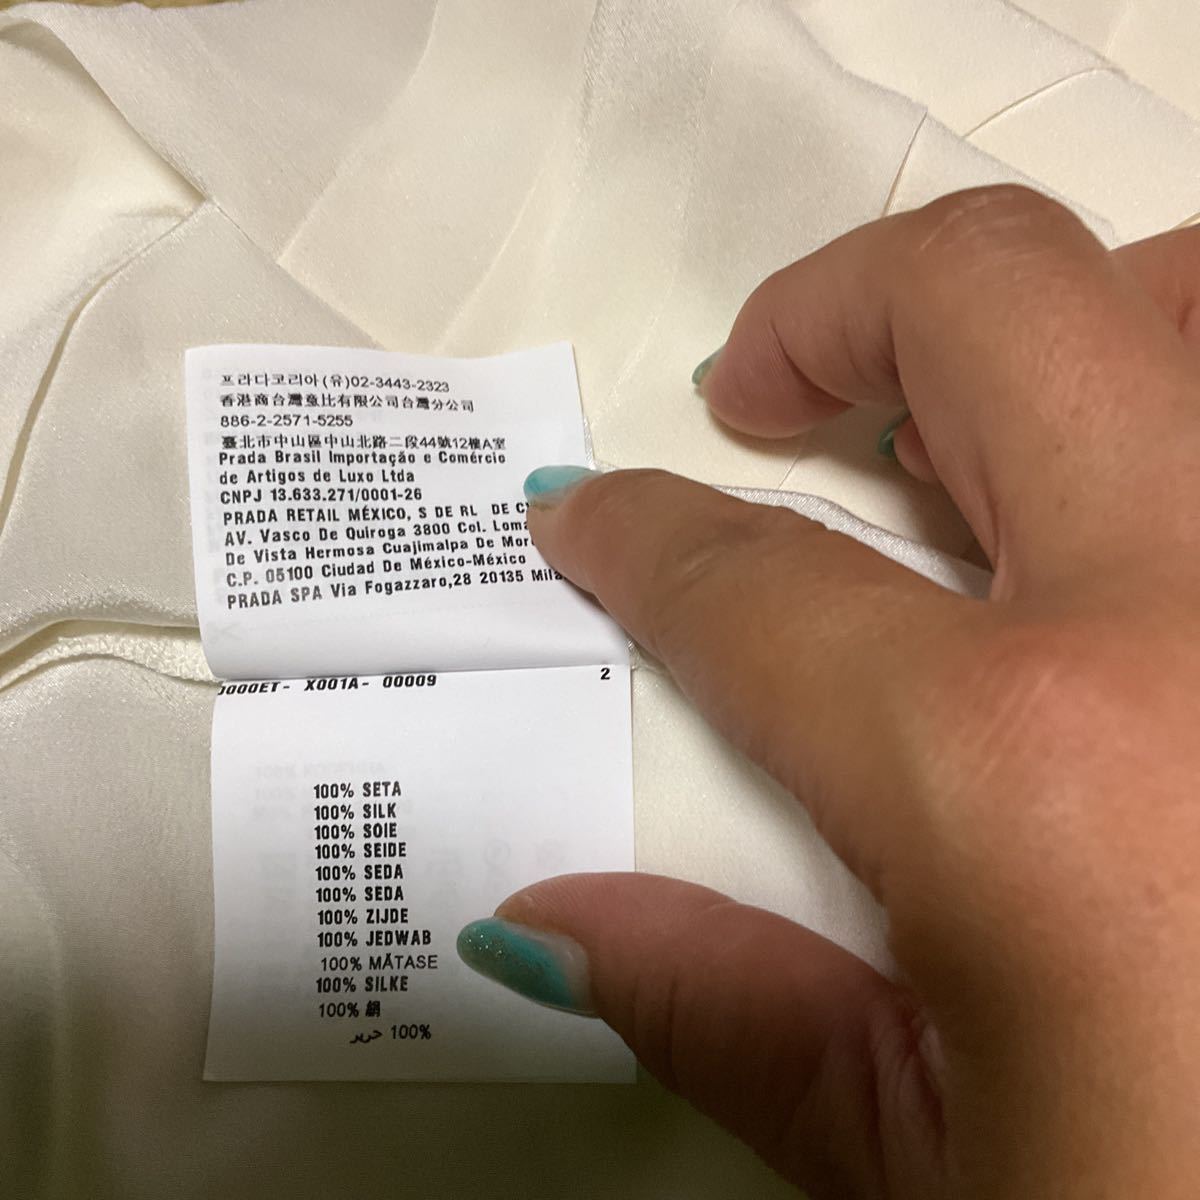 프라다코리아(유)02-3443-2323
香港商台灣壹比有限公司台灣分公司
886-2-2571-5255
臺北市中山區中山北路二段44號12樓A室
Prada Brasil Importação e Comércio
de Artigos de Luxo Ltda
CNPJ 13.633.271/0001-26
PRADA RETAIL MÉXICO, S DE RL DE
AV. Vasco De Quiroga 3800 Col.
De Vista Hermosa Cuajimalpa De
C.P. 05100 Ciudad De México-México
PRADA SPA Via Fogazzaro,28 20135
X001A- 00009 2
100% SETA
100% SILK
100% SOIE
100% SEIDE
100% SEDA
100% SEDA
100% ZIJDE
100% JEDWAB
100% MĂTASE
100% SILKE
100% 絹
100% حرير